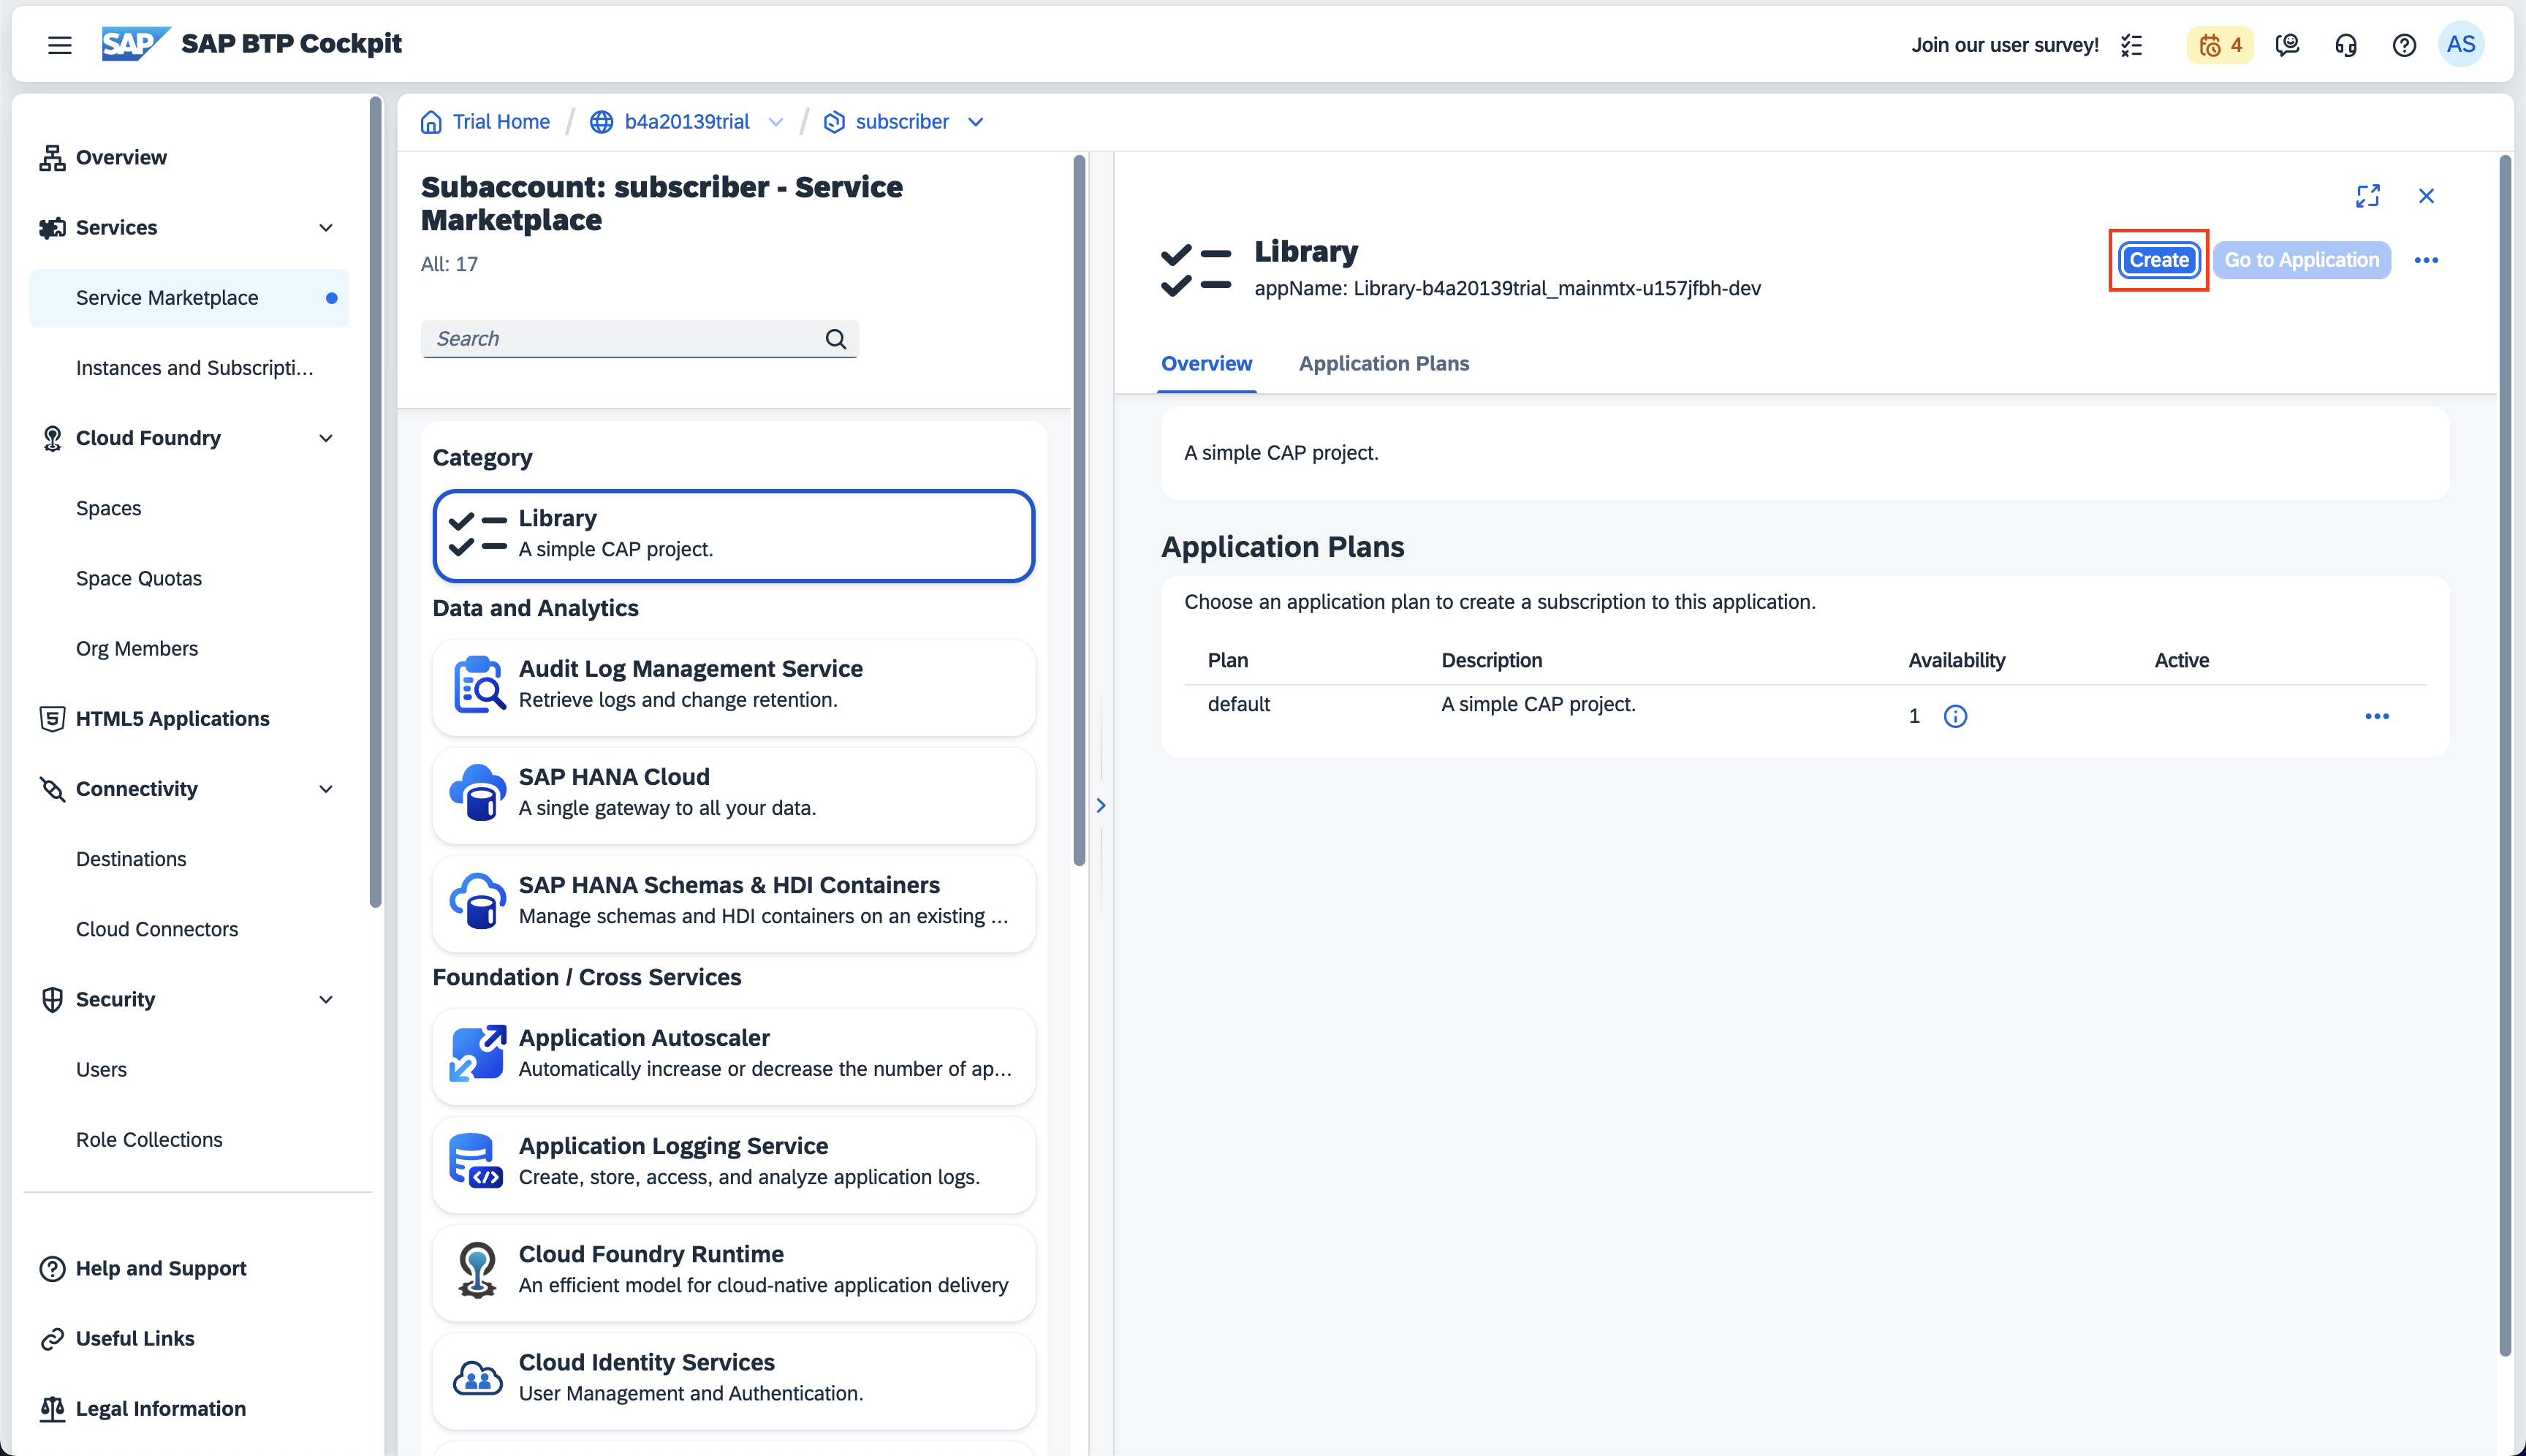 SAP SAP BTP Cockpit
Join our user survey!
4
AS
Overview
Services
Service Marketplace
Instances and Subscripti...
Cloud Foundry
Spaces
Space Quotas
Org Members
HTML5 Applications
Connectivity
Destinations
Cloud Connectors
Security
Users
Role Collections
Help and Support
Useful Links
Legal Information
Trial Home / b4a20139trial / subscriber
Subaccount: subscriber - Service
Marketplace
All: 17
Search
Category
Library
A simple CAP project.
Data and Analytics
Audit Log Management Service
Retrieve logs and change retention.
SAP HANA Cloud
A single gateway to all your data.
SAP HANA Schemas & HDI Containers
Manage schemas and HDI containers on an existing ...
Foundation / Cross Services
Application Autoscaler
Automatically increase or decrease the number of ap...
Application Logging Service
Create, store, access, and analyze application logs.
Cloud Foundry Runtime
An efficient model for cloud-native application delivery
Cloud Identity Services
User Management and Authentication.
Library
appName: Library-b4a20139trial_mainmtx-u157jfbh-dev
Create
Go to Application
Overview
Application Plans
A simple CAP project.
Application Plans
Choose an application plan to create a subscription to this application.
Plan Description Availability Active
default A simple CAP project. 1